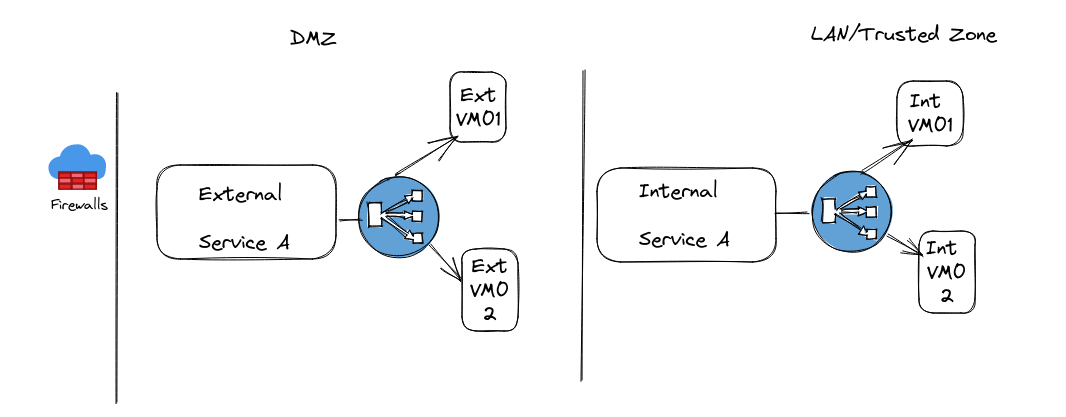 DMZ
LAN/Trusted Zone
Firewalls
External
Service A
Ext
VM01
Ext
VM0
2
Internal
Service A
Int
VM01
Int
VM0
2